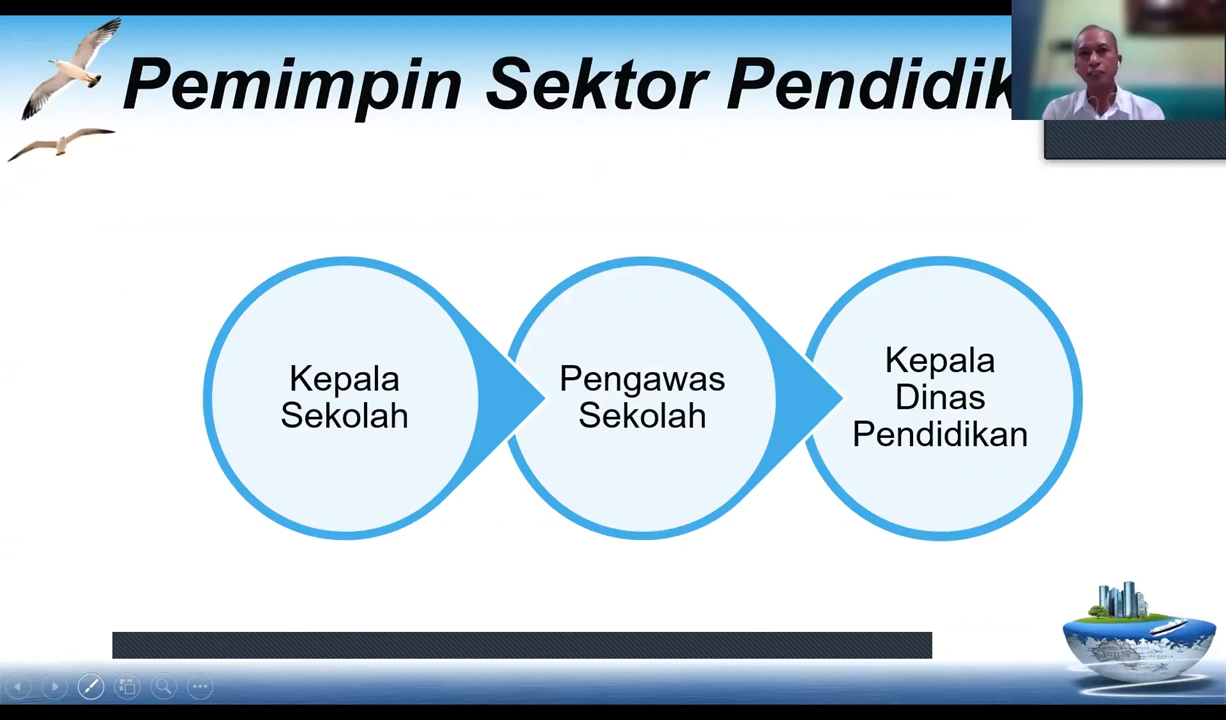 Pemimpin Sektor Pendidik
Kepala
Sekolah
Pengawas
Sekolah
Kepala
Dinas
Pendidikan